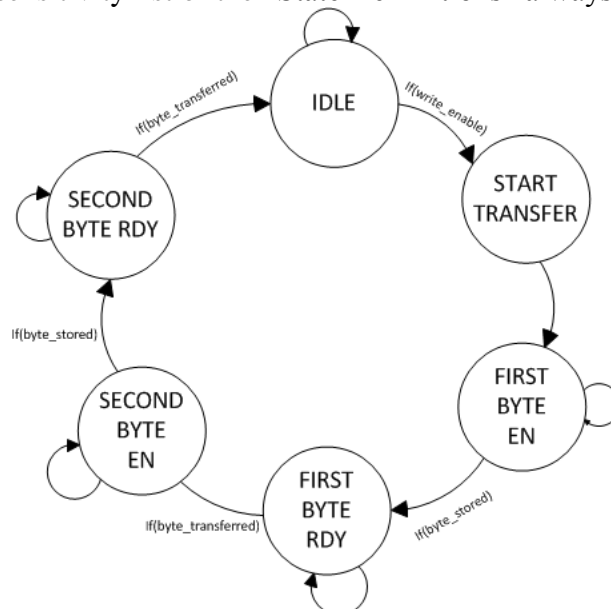 IDLE
If(write_enable)
START
TRANSFER
FIRST
BYTE
EN
If(byte_stored)
FIRST
BYTE
RDY
If(byte_transferred)
SECOND
BYTE
EN
If(byte_stored)
SECOND
BYTE RDY
If(byte_transferred)